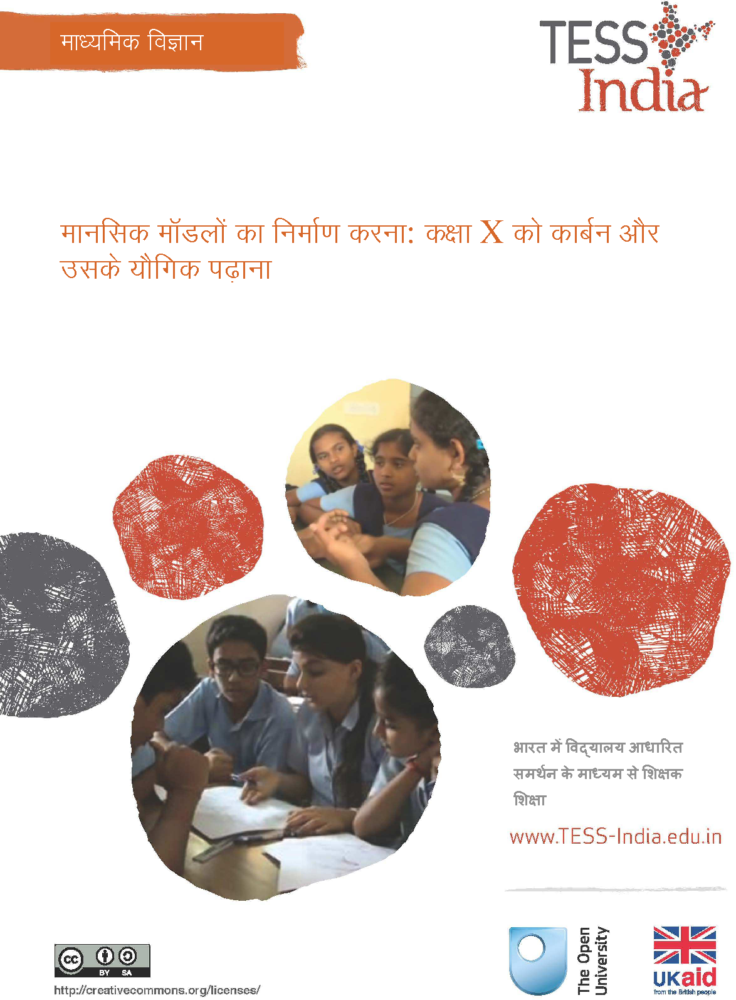 माध्यमिक विज्ञान
TESS
India
मानसिक मॉडलों का निर्माण करना: कक्षा X को कार्बन और
उसके यौगिक पढ़ाना
भारत में विद्यालय आधारित
समर्थन के माध्यम से शिक्षक
शिक्षा
www.TESS-India.edu.in
The Open
University
UKaid
from the British people
cc
BY SA
http://creativecommons.org/licenses/